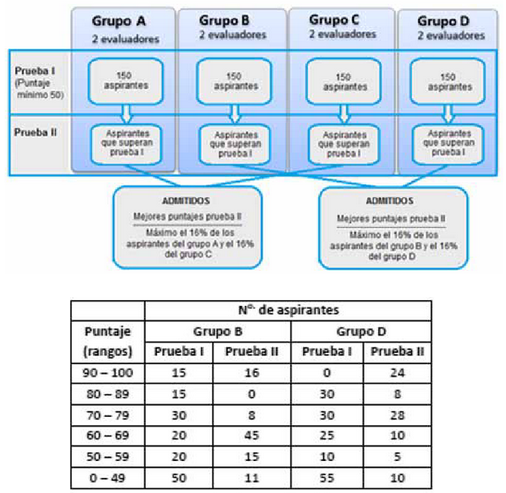 Grupo A
2 evaluadores
Grupo B
2 evaluadores
Grupo C
2 evaluadores
Grupo D
2 evaluadores
Prueba I
(Puntaje
mínimo 50)
150
aspirantes
150
aspirantes
150
aspirantes
150
aspirantes
Prueba II
Aspirantes
que superan
prueba I
Aspirantes
que superan
prueba I
Aspirantes
que superan
prueba I
Aspirantes
que superan
prueba I
ADMITIDOS
Mejores puntajes prueba II
Máximo el 16% de los
aspirantes del grupo A y el 16%
del grupo C
ADMITIDOS
Mejores puntajes prueba II
Máximo el 16% de los
aspirantes del grupo B y el 16%
del grupo D
N°. de aspirantes
Puntaje
(rangos)
Grupo B Grupo D
Prueba I Prueba II Prueba I Prueba II
90 – 100 15 16 0 24
80 – 89 15 0 30 8
70 – 79 30 8 30 28
60 – 69 20 45 25 10
50 – 59 20 15 10 5
0 – 49 50 11 55 10